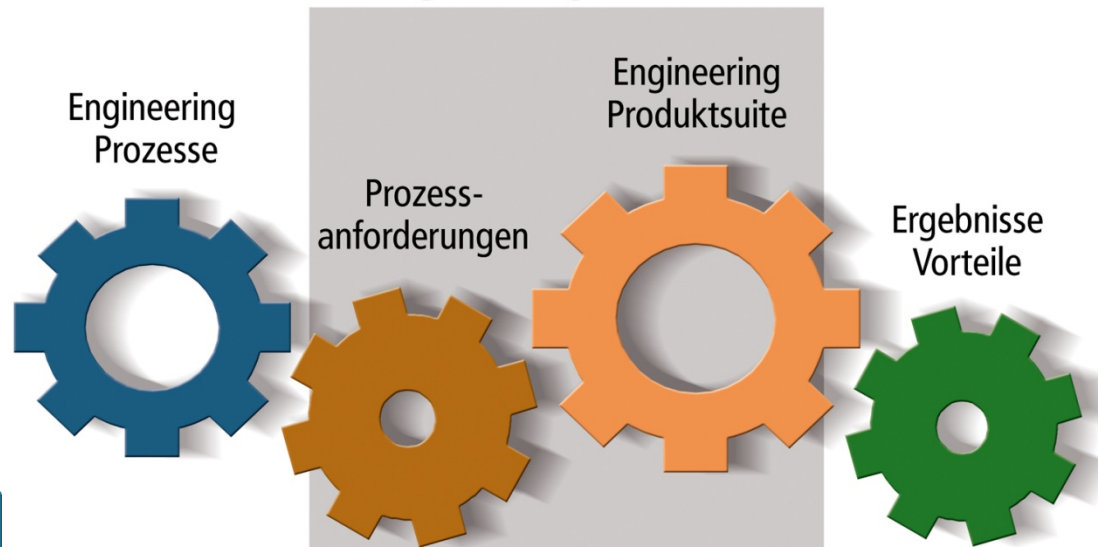 Engineering
Prozesse
Prozess-
anforderungen
Engineering
Produktsuite
Ergebnisse
Vorteile